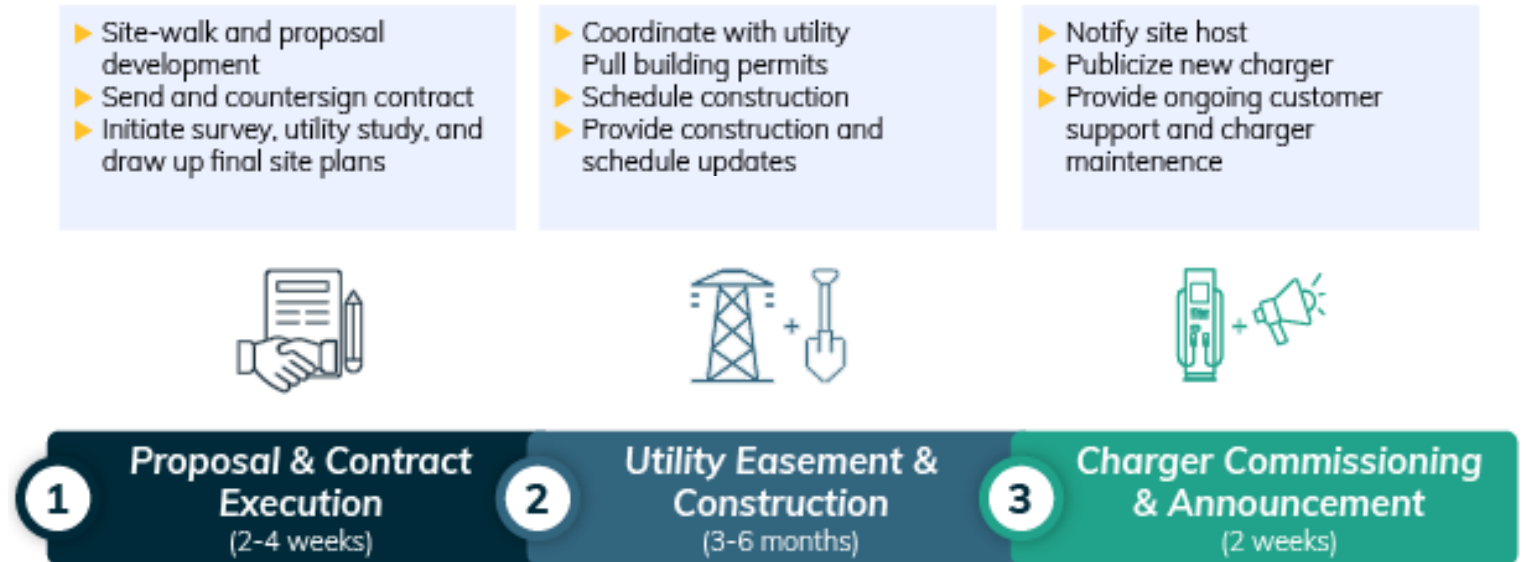 Site-walk and proposal
development
Send and countersign contract
Initiate survey, utility study, and
draw up final site plans
Coordinate with utility
Pull building permits
Schedule construction
Provide construction and
schedule updates
Notify site host
Publicize new charger
Provide ongoing customer
support and charger
maintenence
1
Proposal & Contract
Execution
(2-4 weeks)
2
Utility Easement &
Construction
(3-6 months)
3
Charger Commissioning
& Announcement
(2 weeks)